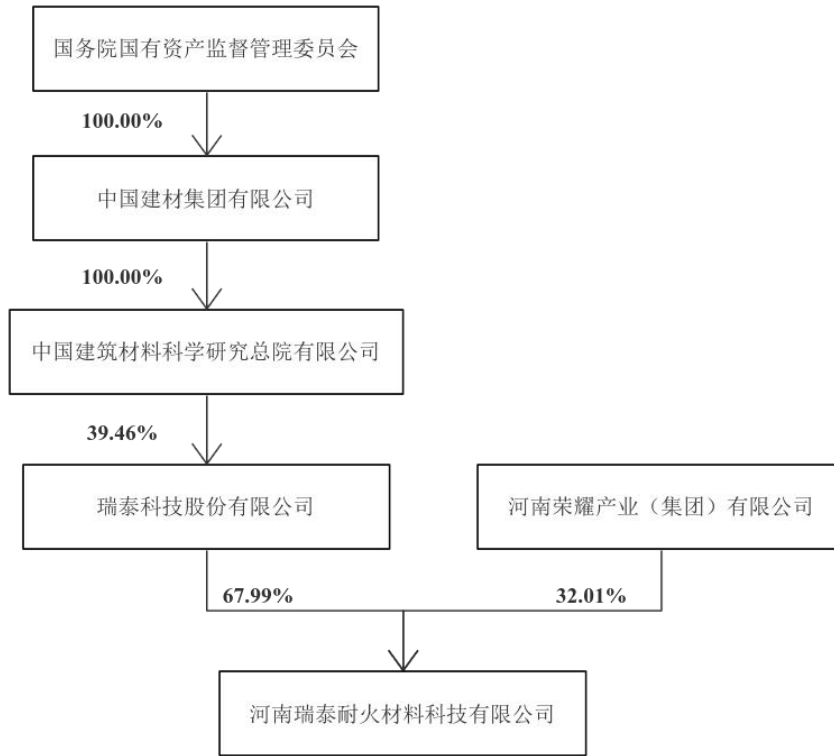 国务院国有资产监督管理委员会
100.00%
中国建材集团有限公司
100.00%
中国建筑材料科学研究总院有限公司
39.46%
瑞泰科技股份有限公司
河南荣耀产业（集团）有限公司
67.99%
32.01%
河南瑞泰耐火材料科技有限公司